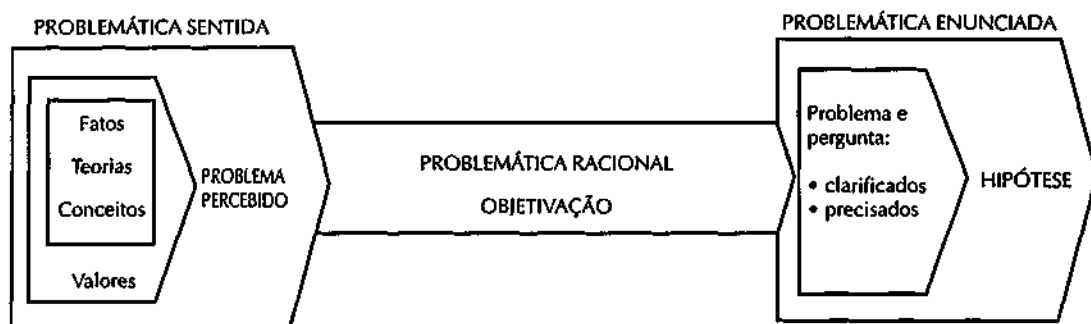 PROBLEMÁTICA SENTIDA
Fatos
Teorias
Conceitos
Valores
PROBLEMA
PERCEBIDO
PROBLEMÁTICA RACIONAL
OBJETIVAÇÃO
PROBLEMÁTICA ENUNCIADA
Problema e
pergunta:
• clarificados
• precisados
HIPÓTESE